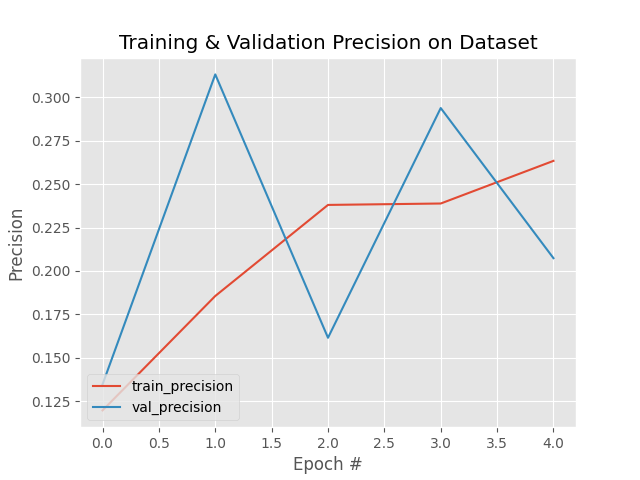 Training & Validation Precision on Dataset
0.300
0.275
0.250
0.225
0.200
0.175
0.150
0.125
Precision
train_precision
val_precision
0.0 0.5 1.0 1.5 2.0 2.5 3.0 3.5 4.0
Epoch #